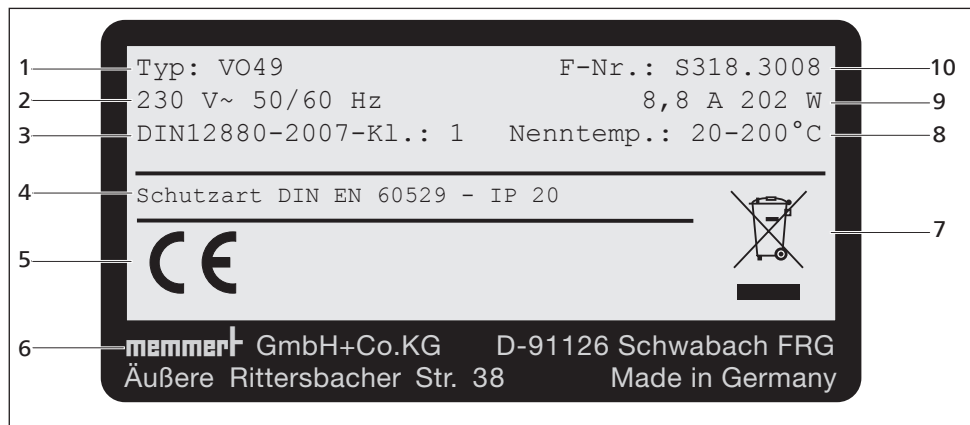 1 Typ: VO49 F-Nr.: S318.3008 10
2 230 V~ 50/60 Hz 8,8 A 202 W 9
3 DIN12880-2007-Kl.: 1 Nenntemp.: 20-200°C 8
4 Schutzart DIN EN 60529 - IP 20
7
5 CE
6 memmert GmbH+Co.KG D-91126 Schwabach FRG
Äußere Rittersbacher Str. 38 Made in Germany